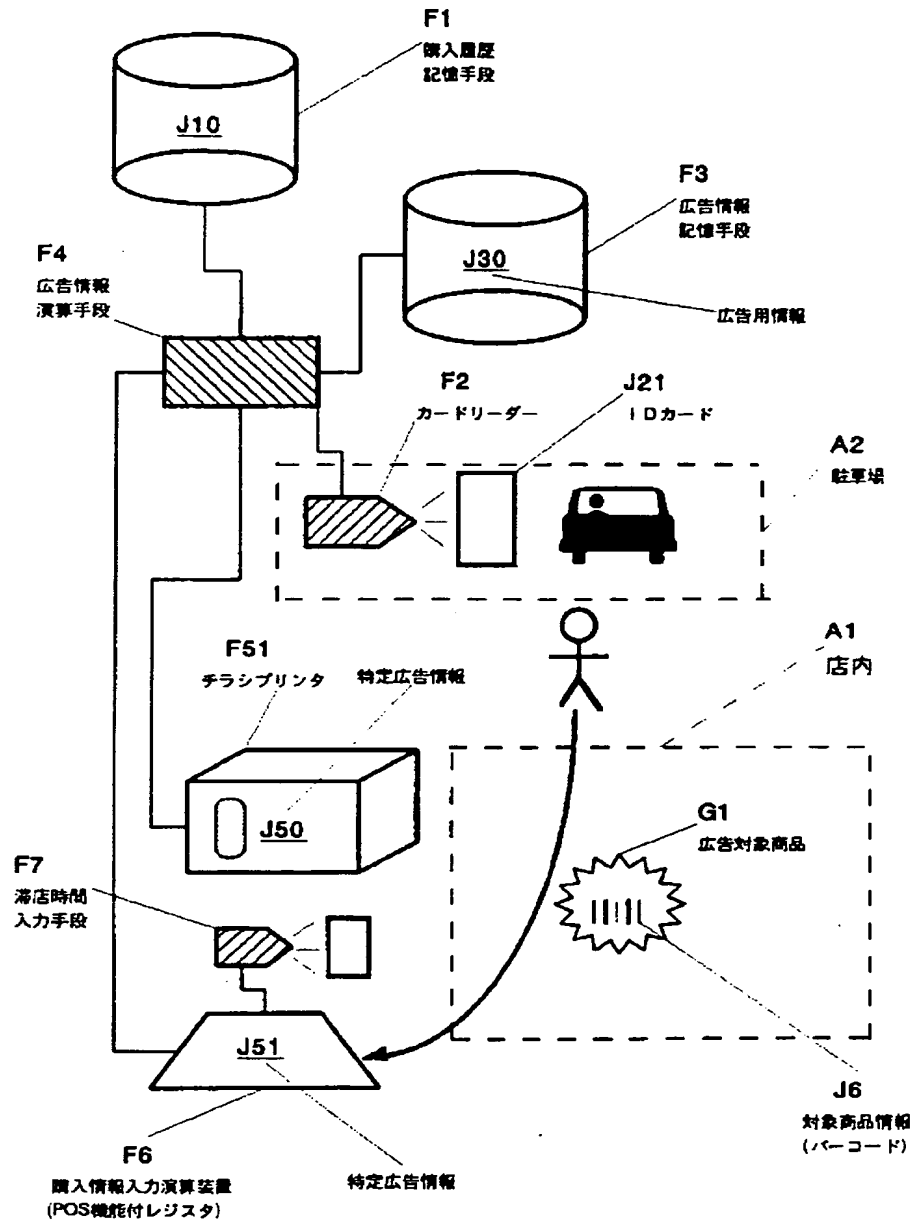 F1
購入履歴
記憶手段
J10
F3
広告情報
記憶手段
J30
広告用情報
F4
広告情報
演算手段
F2
カードリーダー
J21
IDカード
A2
駐車場
A1
店内
F51
チラシプリンタ
特定広告情報
J50
G1
広告対象商品
F7
滞店時間
入力手段
J51
J6
対象商品情報
(バーコード)
F6
購入情報入力演算装置
(POS機能付レジスタ)
特定広告情報